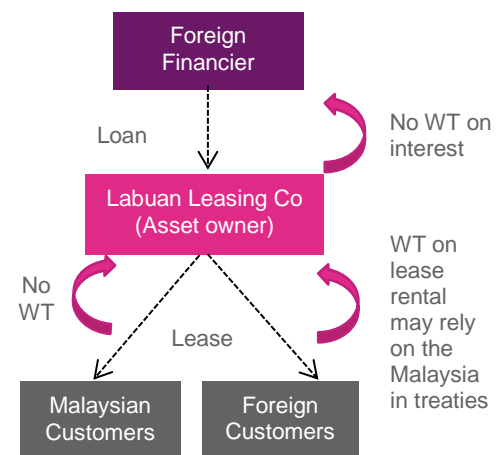 Foreign
Financier
Loan
No WT on
interest
Labuan Leasing Co
(Asset owner)
No
WT
Lease
WT on
lease
rental
may rely
on the
Malaysia
in treaties
Malaysian
Customers
Foreign
Customers